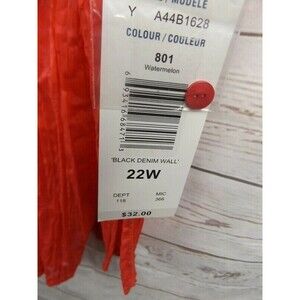 MODELE
Y A44B1628
COLOUR/COULEUR
801
Watermelon
'BLACK DENIM WALL'
22W
DEPT MIC
118 366
$32.00